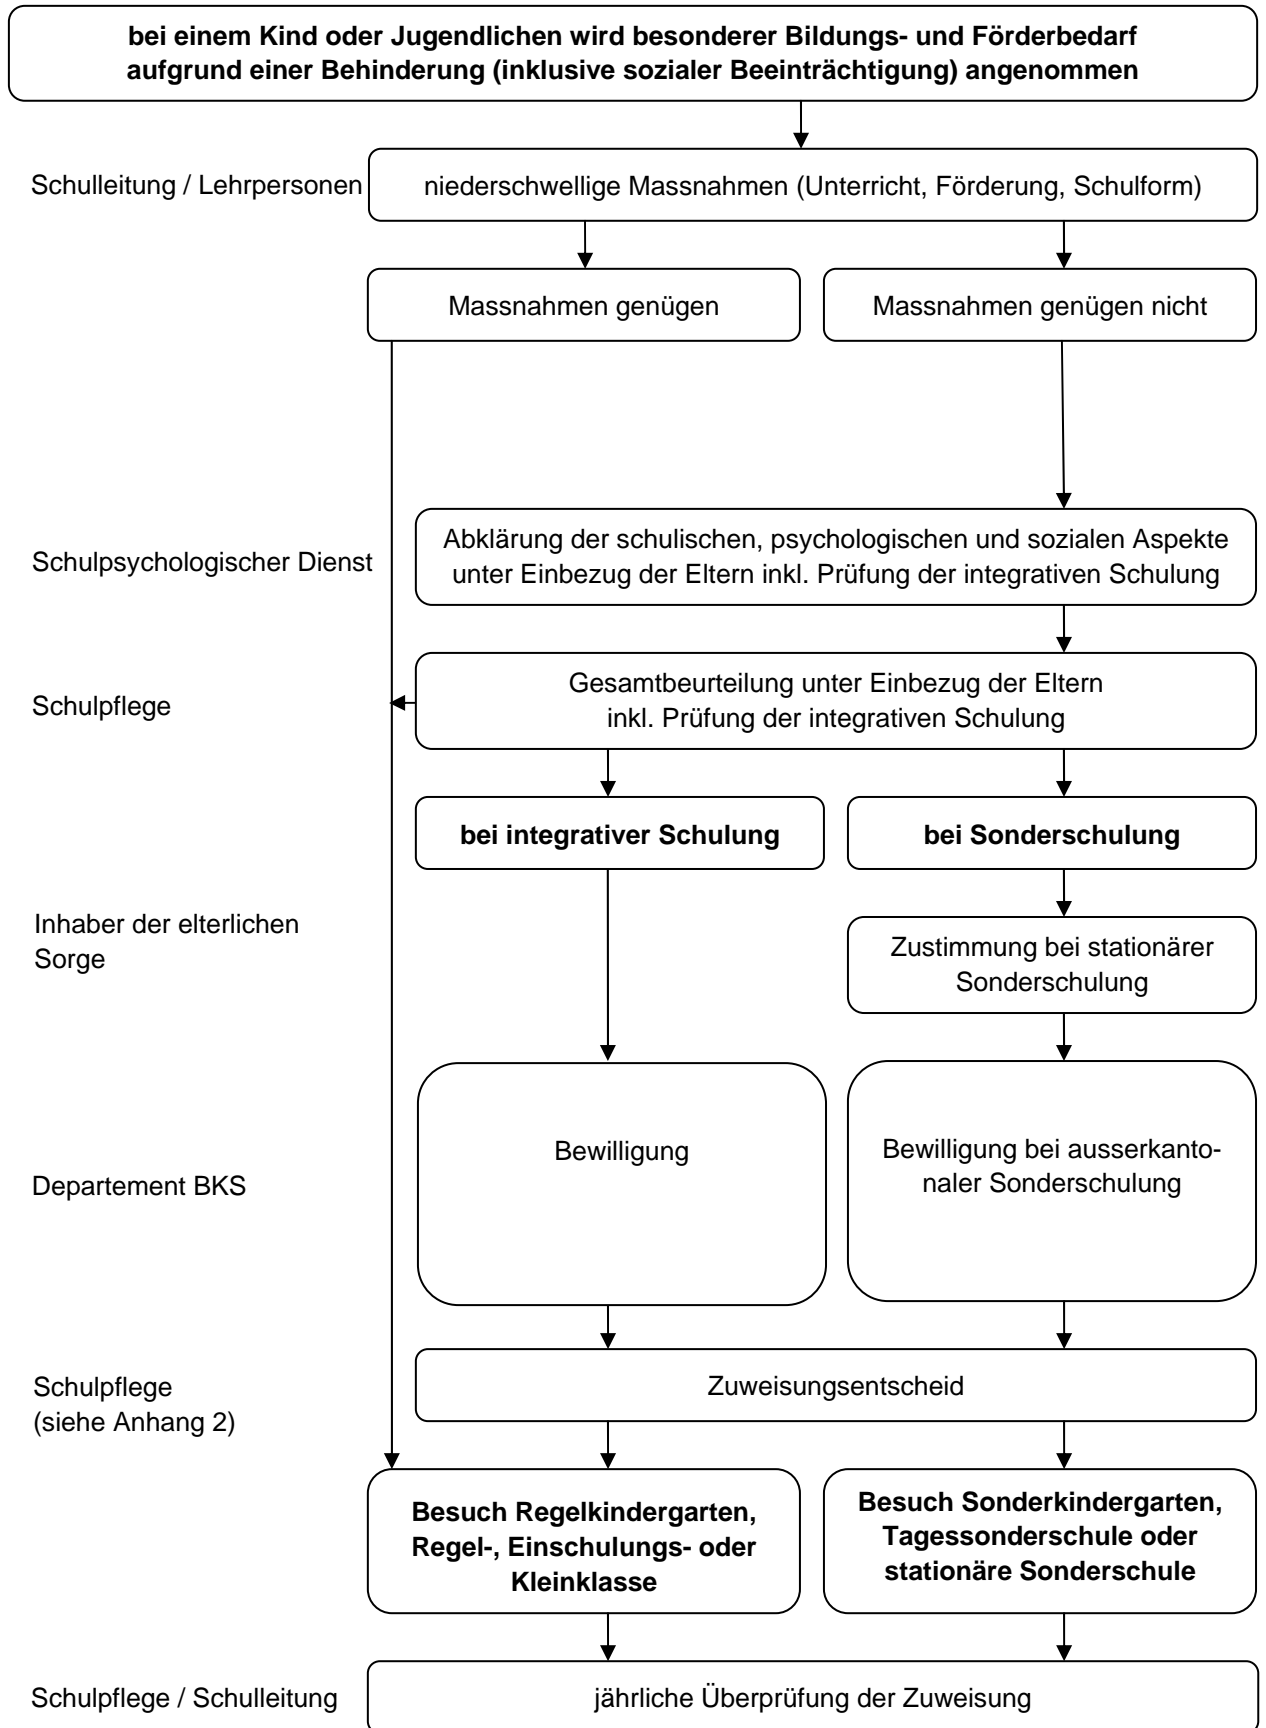 bei einem Kind oder Jugendlichen wird besonderer Bildungs- und Förderbedarf
aufgrund einer Behinderung (inklusive sozialer Beeinträchtigung) angenommen
Schulleitung / Lehrpersonen
niederschwellige Massnahmen (Unterricht, Förderung, Schulform)
Massnahmen genügen
Massnahmen genügen nicht
Schulpsychologischer Dienst
Abklärung der schulischen, psychologischen und sozialen Aspekte
unter Einbezug der Eltern inkl. Prüfung der integrativen Schulung
Schulpflege
Gesamtbeurteilung unter Einbezug der Eltern
inkl. Prüfung der integrativen Schulung
bei integrativer Schulung
bei Sonderschulung
Inhaber der elterlichen
Sorge
Zustimmung bei stationärer
Sonderschulung
Departement BKS
Bewilligung
Bewilligung bei ausserkanto-
naler Sonderschulung
Schulpflege
(siehe Anhang 2)
Zuweisungsentscheid
Besuch Regelkindergarten,
Regel-, Einschulungs- oder
Kleinklasse
Besuch Sonderkindergarten,
Tagessonderschule oder
stationäre Sonderschule
Schulpflege / Schulleitung
jährliche Überprüfung der Zuweisung